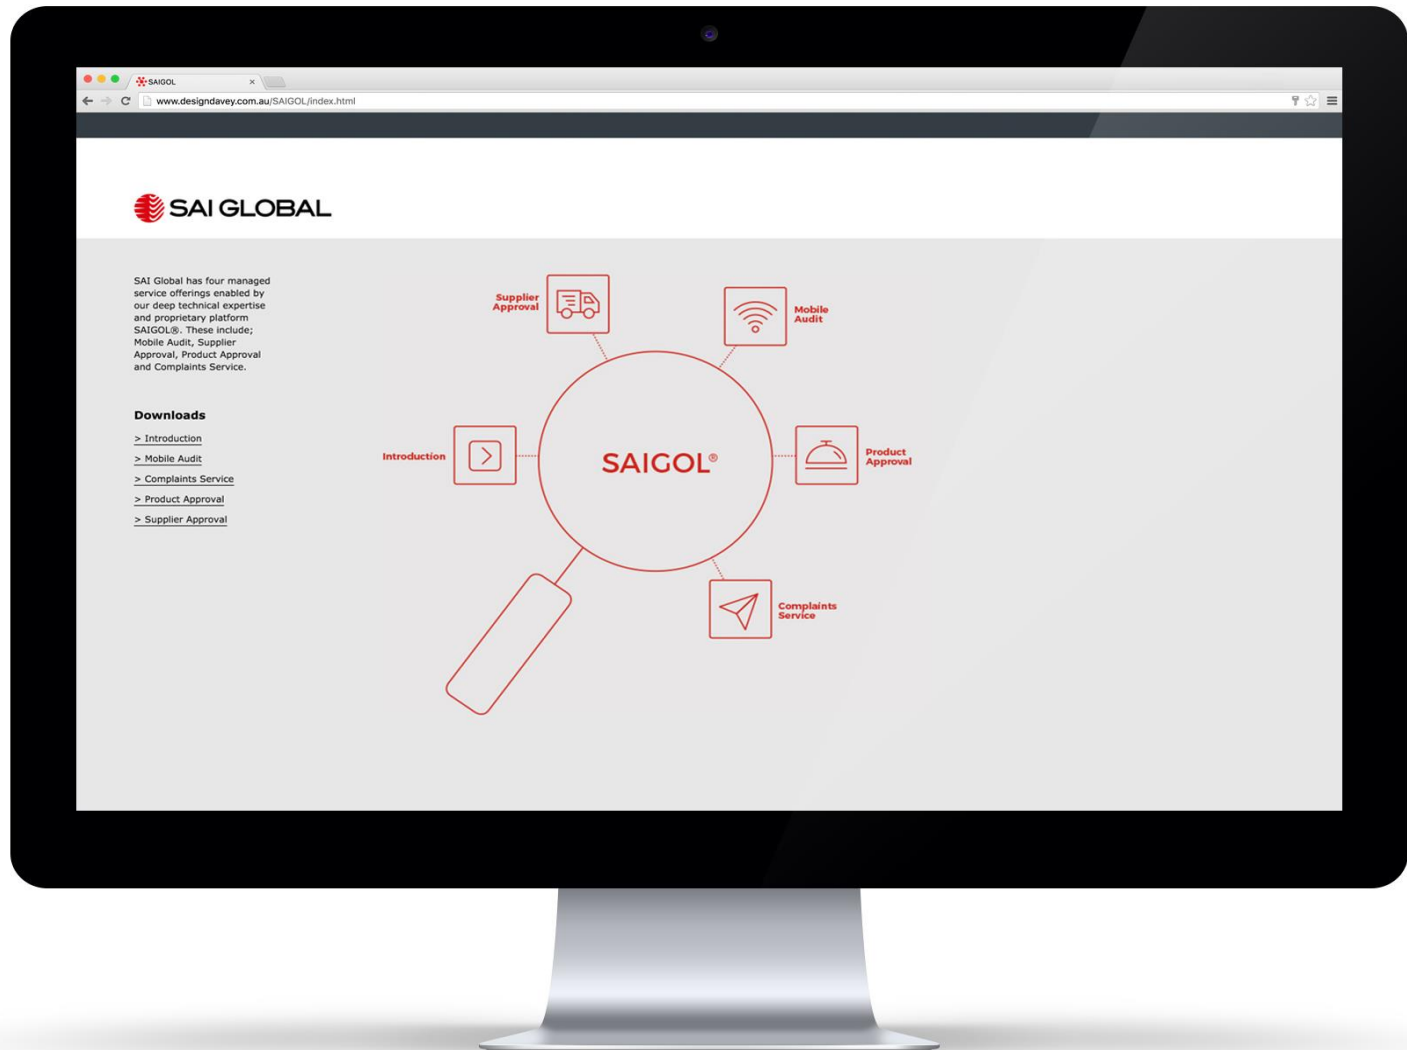 SAIGOL
www.designdavey.com.au/SAIGOL/index.html
SAI GLOBAL
SAI Global has four managed
service offerings enabled by
our deep technical expertise
and proprietary platform
SAIGOL®. These include;
Mobile Audit, Supplier
Approval, Product Approval
and Complaints Service.
Downloads
> Introduction
> Mobile Audit
> Complaints Service
> Product Approval
> Supplier Approval
Supplier
Approval
Mobile
Audit
Introduction
SAIGOL®
Product
Approval
Complaints
Service